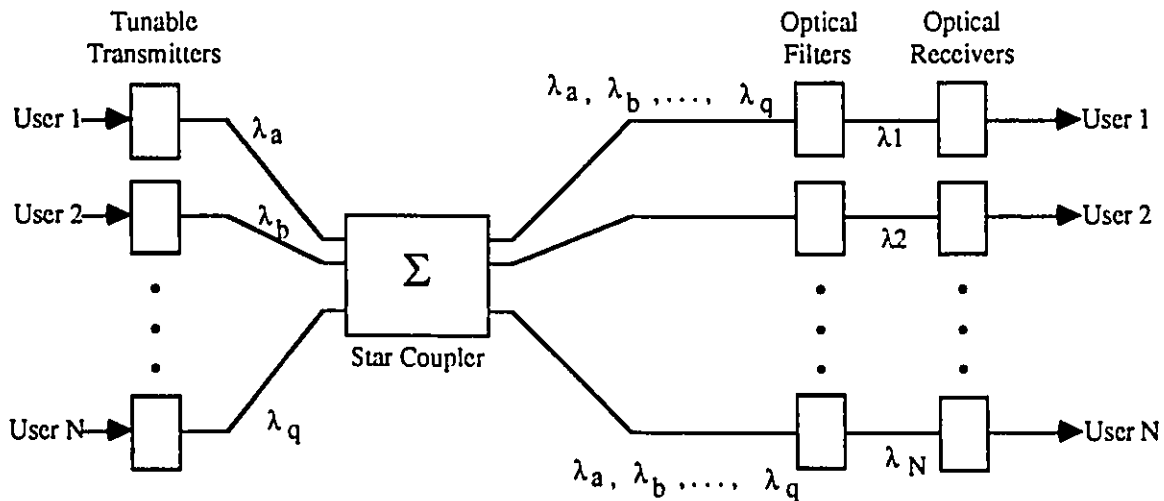 Tunable
Transmitters
Optical
Filters
Optical
Receivers
λa , λb ,..., λq
User 1
λa
λ1
User 1
User 2
λb
λ2
User 2
Σ
Star Coupler
User N
λq
λN
User N
λa , λb ,..., λq